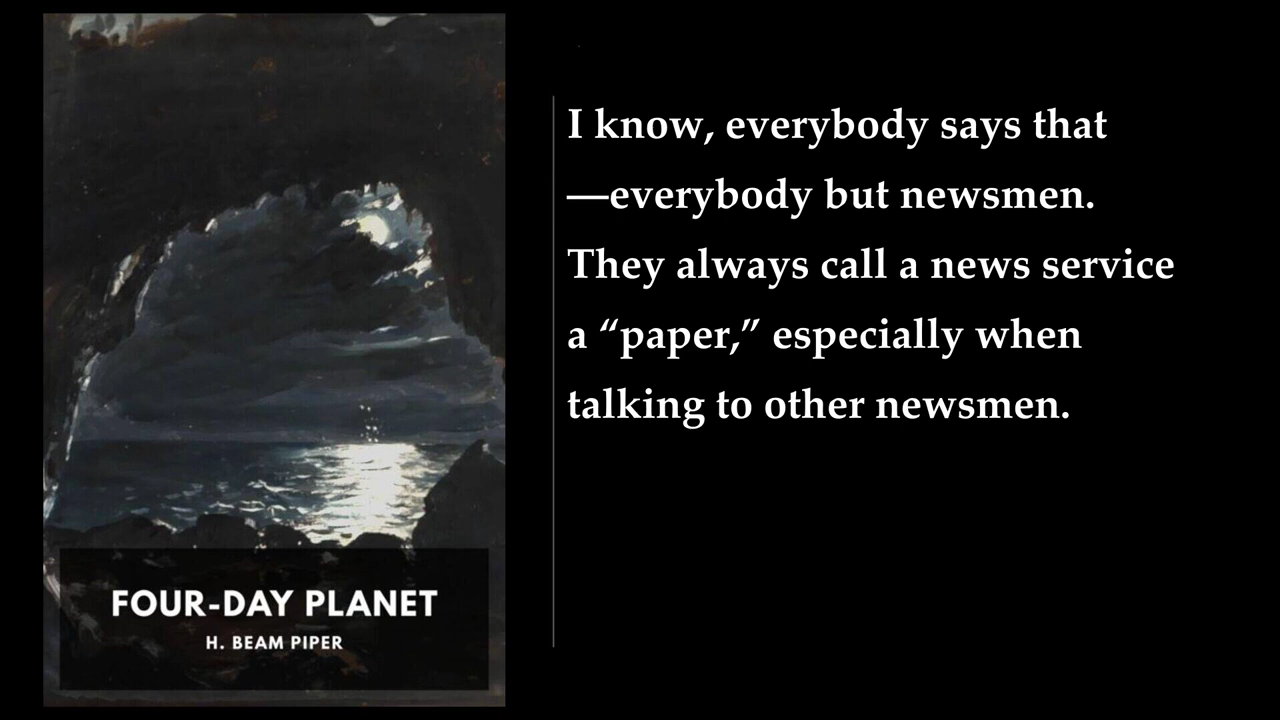 I know, everybody says that
—everybody but newsmen.
They always call a news service
a “paper,” especially when
talking to other newsmen.
FOUR-DAY PLANET
H. BEAM PIPER